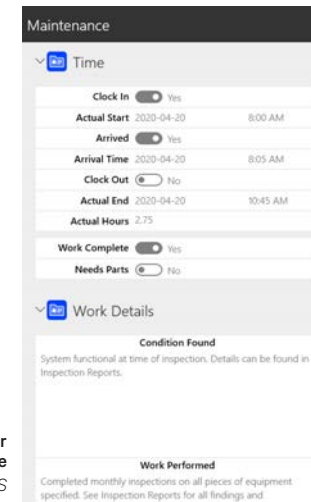 Maintenance
Time
Clock In Yes
Actual Start 2020-04-20 8:00 AM
Arrived Yes
Arrival Time 2020-04-20 8:05 AM
Clock Out No
Actual End 2020-04-20 10:45 AM
Actual Hours 2.75
Work Complete Yes
Needs Parts No
Work Details
Condition Found
System functional at time of inspection. Details can be found in
Inspection Reports.
r
e
s
Work Performed
Completed monthly inspections on all pieces of equipment
specified. See Inspection Reports for all findings and